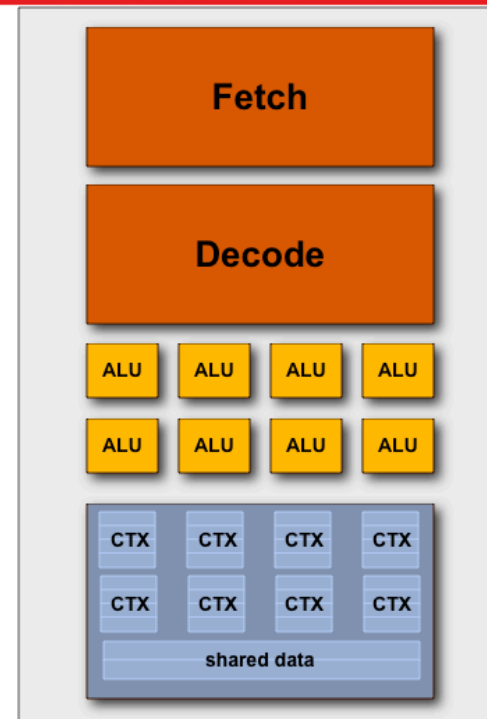 Fetch
Decode
ALU ALU ALU ALU
ALU ALU ALU ALU
CTX CTX CTX CTX
CTX CTX CTX CTX
shared data